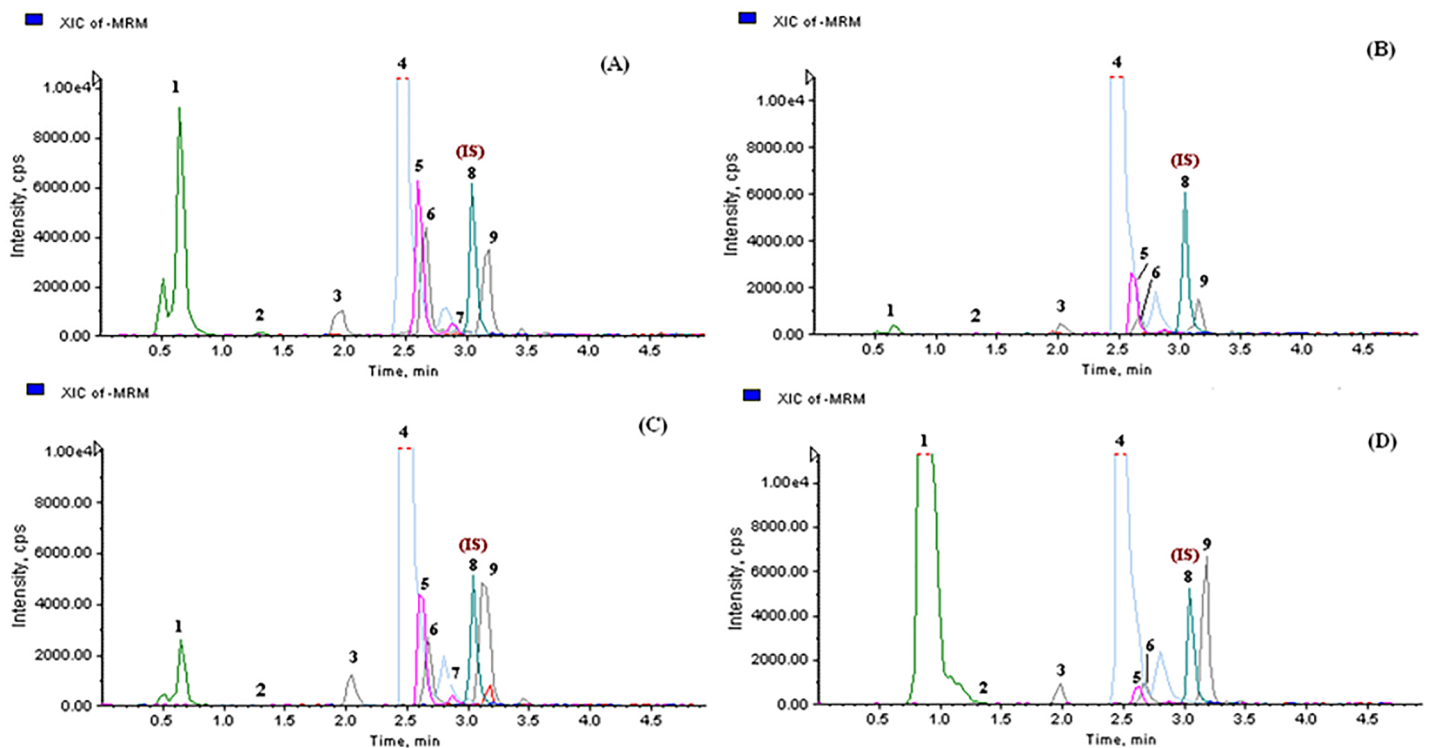 XIC of -MRM
(A)
1
2
3
4
5
6
7
(IS)
8
9
1.00e4
8000.00
6000.00
4000.00
2000.00
0.00
Intensity, cps
0.5 1.0 1.5 2.0 2.5 3.0 3.5 4.0 4.5
Time, min
XIC of -MRM
(B)
1
2
3
4
5
6
(IS)
8
9
1.00e4
8000.00
6000.00
4000.00
2000.00
0.00
Intensity, cps
0.5 1.0 1.5 2.0 2.5 3.0 3.5 4.0 4.5
Time, min
XIC of -MRM
(C)
1
2
3
4
5
6
7
(IS)
8
9
1.00e4
8000.00
6000.00
4000.00
2000.00
0.00
Intensity, cps
0.5 1.0 1.5 2.0 2.5 3.0 3.5 4.0 4.5
Time, min
XIC of -MRM
(D)
1
2
3
4
5
6
(IS)
8
9
1.00e4
8000.00
6000.00
4000.00
2000.00
0.00
Intensity, cps
0.5 1.0 1.5 2.0 2.5 3.0 3.5 4.0 4.5
Time, min